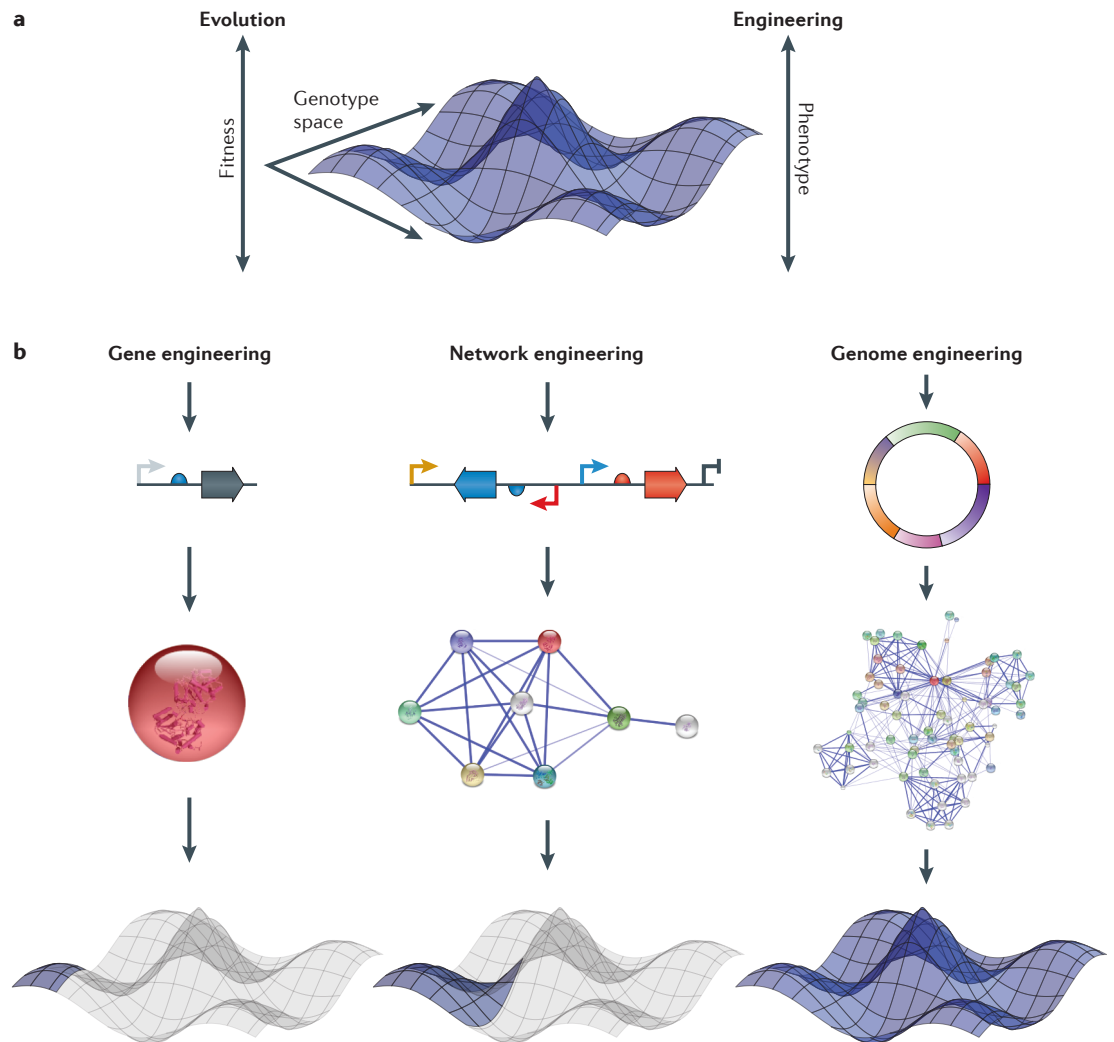 a
Evolution
Engineering
Genotype
space
Fitness
Phenotype
b
Gene engineering
Network engineering
Genome engineering